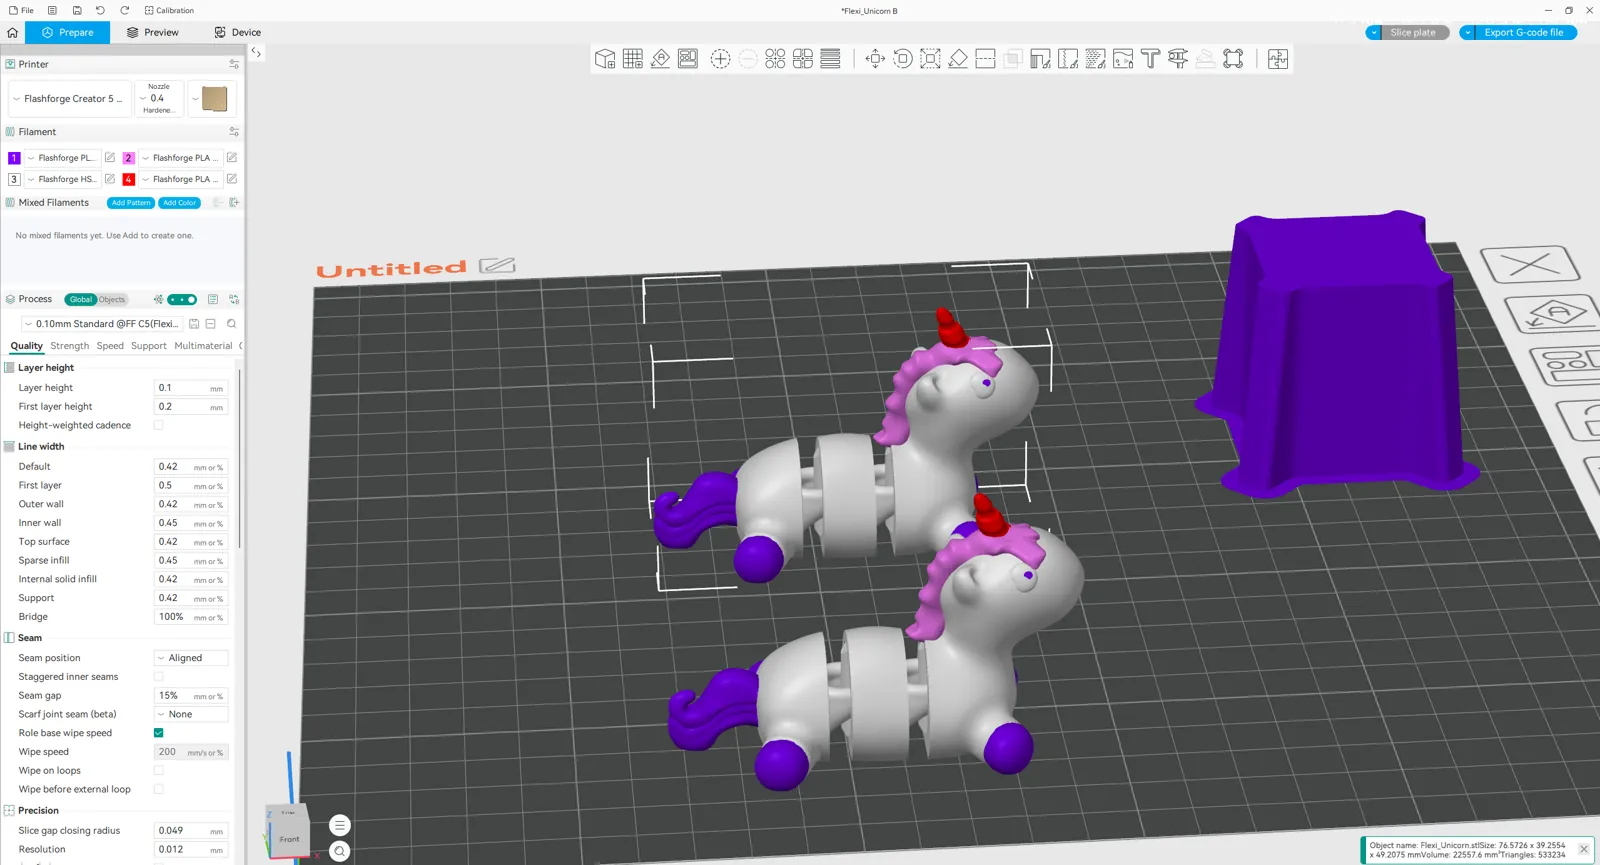 File
Calibration
*Flexi_Unicorn B
Prepare
Preview
Device
Slice plate
Export G-code file
Printer
Flashforge Creator 5 ...
Nozzle
0.4
Hardene...
Filament
1 Flashforge PL...
2 Flashforge PLA ...
3 Flashforge HS...
4 Flashforge PLA ...
Mixed Filaments
Add Pattern
Add Color
No mixed filaments yet. Use Add to create one.
Process
Global
Objects
0.10mm Standard @FF C5(Flexi...
Quality Strength Speed Support Multimaterial
Layer height
Layer height 0.1 mm
First layer height 0.2 mm
Height-weighted cadence
Line width
Default 0.42 mm or %
First layer 0.5 mm or %
Outer wall 0.42 mm or %
Inner wall 0.45 mm or %
Top surface 0.42 mm or %
Sparse infill 0.45 mm or %
Internal solid infill 0.42 mm or %
Support 0.42 mm or %
Bridge 100% mm or %
Seam
Seam position Aligned
Staggered inner seams
Seam gap 15% mm or %
Scarf joint seam (beta) None
Role base wipe speed
Wipe speed 200 mm/s or %
Wipe on loops
Wipe before external loop
Precision
Slice gap closing radius 0.049 mm
Resolution 0.012 mm
Untitled
Front
Object name: Flexi_Unicorn.stlSize: 76.5726 x 39.2554
x 49.2075 mmVolume: 22557.6 mm³Triangles: 533234